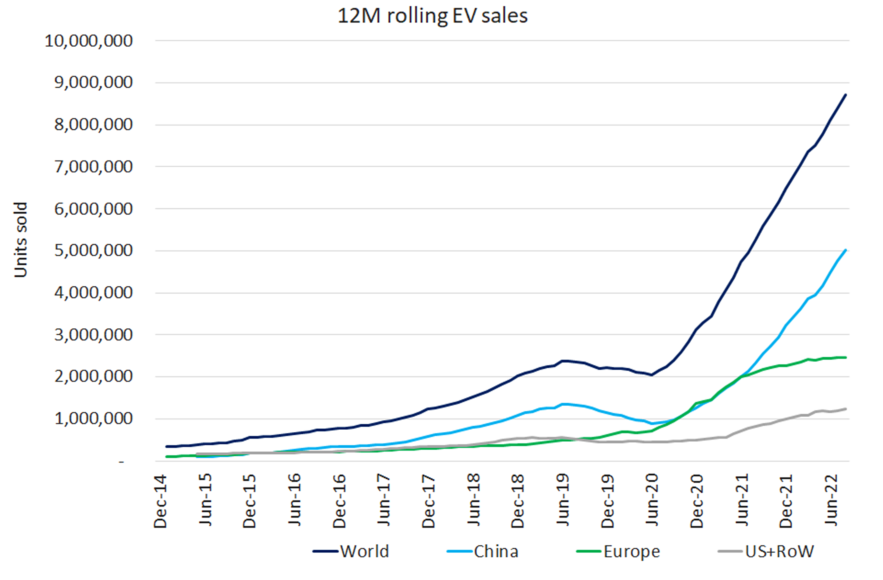 12M rolling EV sales
10,000,000
9,000,000
8,000,000
7,000,000
6,000,000
5,000,000
4,000,000
3,000,000
2,000,000
1,000,000
-
Units sold
Dec-14
Jun-15
Dec-15
Jun-16
Dec-16
Jun-17
Dec-17
Jun-18
Dec-18
Jun-19
Dec-19
Jun-20
Dec-20
Jun-21
Dec-21
Jun-22
World China Europe US+RoW